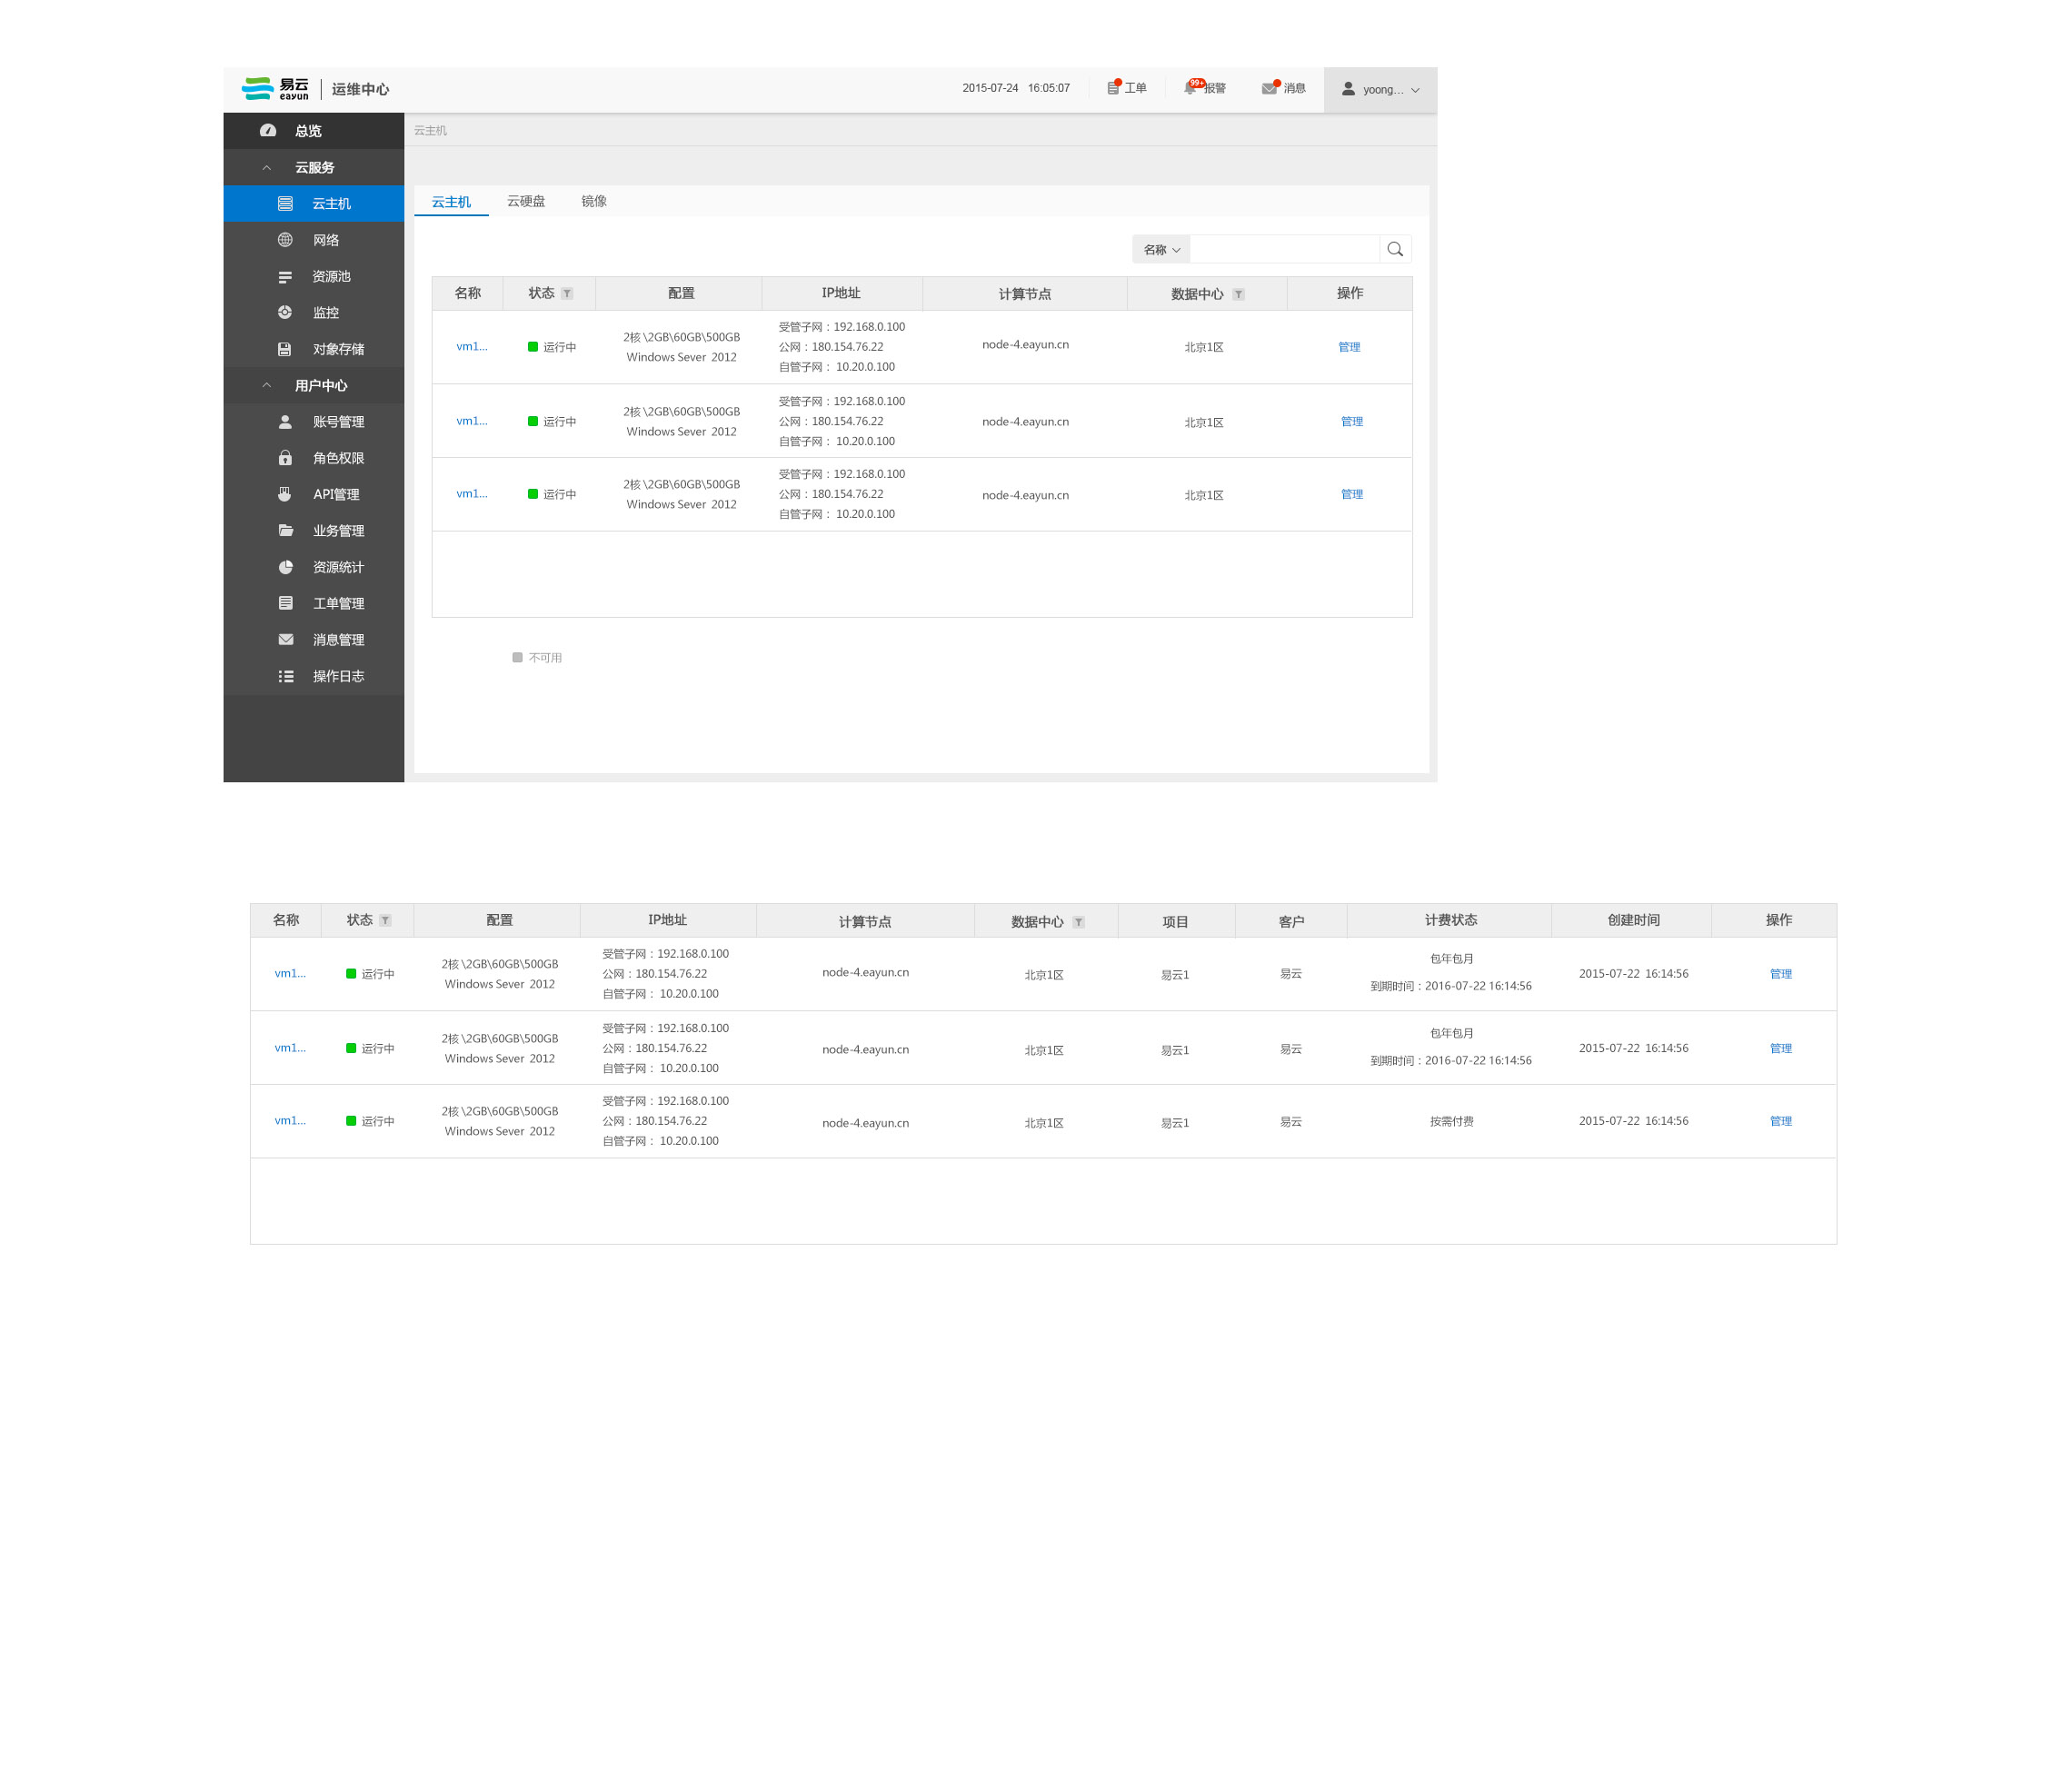 易云 eayun 运维中心 2015-07-24 16:05:07 工单 99+ 报警 消息 yoong...
总览
云服务
云主机
网络
资源池
监控
对象存储
用户中心
账号管理
角色权限
API管理
业务管理
资源统计
工单管理
消息管理
操作日志
云主机
云主机 云硬盘 镜像
名称
名称 状态 配置 IP地址 计算节点 数据中心 操作
受管子网：192.168.0.100
2核 \2GB\60GB\500GB
vm1... 运行中 公网：180.154.76.22 node-4.eayun.cn 北京1区 管理
Windows Sever 2012
自管子网： 10.20.0.100
受管子网：192.168.0.100
2核 \2GB\60GB\500GB
vm1... 运行中 公网：180.154.76.22 node-4.eayun.cn 北京1区 管理
Windows Sever 2012
自管子网： 10.20.0.100
受管子网：192.168.0.100
2核 \2GB\60GB\500GB
vm1... 运行中 公网：180.154.76.22 node-4.eayun.cn 北京1区 管理
Windows Sever 2012
自管子网： 10.20.0.100
不可用
名称 状态 配置 IP地址 计算节点 数据中心 项目 客户 计费状态 创建时间 操作
受管子网：192.168.0.100
2核 \2GB\60GB\500GB 包年包月
vm1... 运行中 公网：180.154.76.22 node-4.eayun.cn 北京1区 易云1 易云 2015-07-22 16:14:56 管理
Windows Sever 2012 到期时间：2016-07-22 16:14:56
自管子网： 10.20.0.100
受管子网：192.168.0.100
2核 \2GB\60GB\500GB 包年包月
vm1... 运行中 公网：180.154.76.22 node-4.eayun.cn 北京1区 易云1 易云 2015-07-22 16:14:56 管理
Windows Sever 2012 到期时间：2016-07-22 16:14:56
自管子网： 10.20.0.100
受管子网：192.168.0.100
2核 \2GB\60GB\500GB
vm1... 运行中 公网：180.154.76.22 node-4.eayun.cn 北京1区 易云1 易云 按需付费 2015-07-22 16:14:56 管理
Windows Sever 2012
自管子网： 10.20.0.100